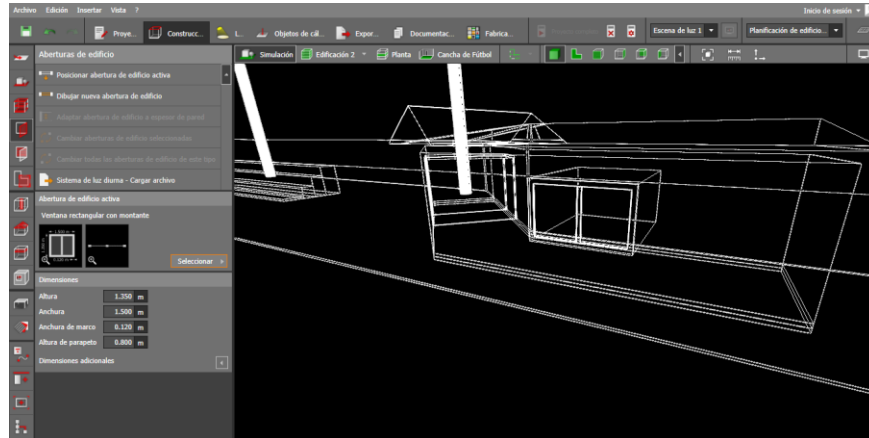 Archivo Edición Insertar Vista ?
Inicio de sesión
Proye... Construcc... L... Objetos de cál... Expor... Documentac... Fabrica...
Escena de luz 1
Planificación de edificio...
Aberturas de edificio
Simulación Edificación 2 Planta Cancha de Fútbol
Posicionar abertura de edificio activa
Dibujar nueva abertura de edificio
Adaptar abertura de edificio a espesor de pared
Cambiar aberturas de edificio seleccionadas
Cambiar todas las aberturas de edificio de este tipo
Sistema de luz diurna - Cargar archivo
Abertura de edificio activa
Ventana rectangular con montante
1.500 m
Seleccionar >
Dimensiones
Altura 1.350 m
Anchura 1.500 m
Anchura de marco 0.120 m
Altura de parapeto 0.800 m
Dimensiones adicionales